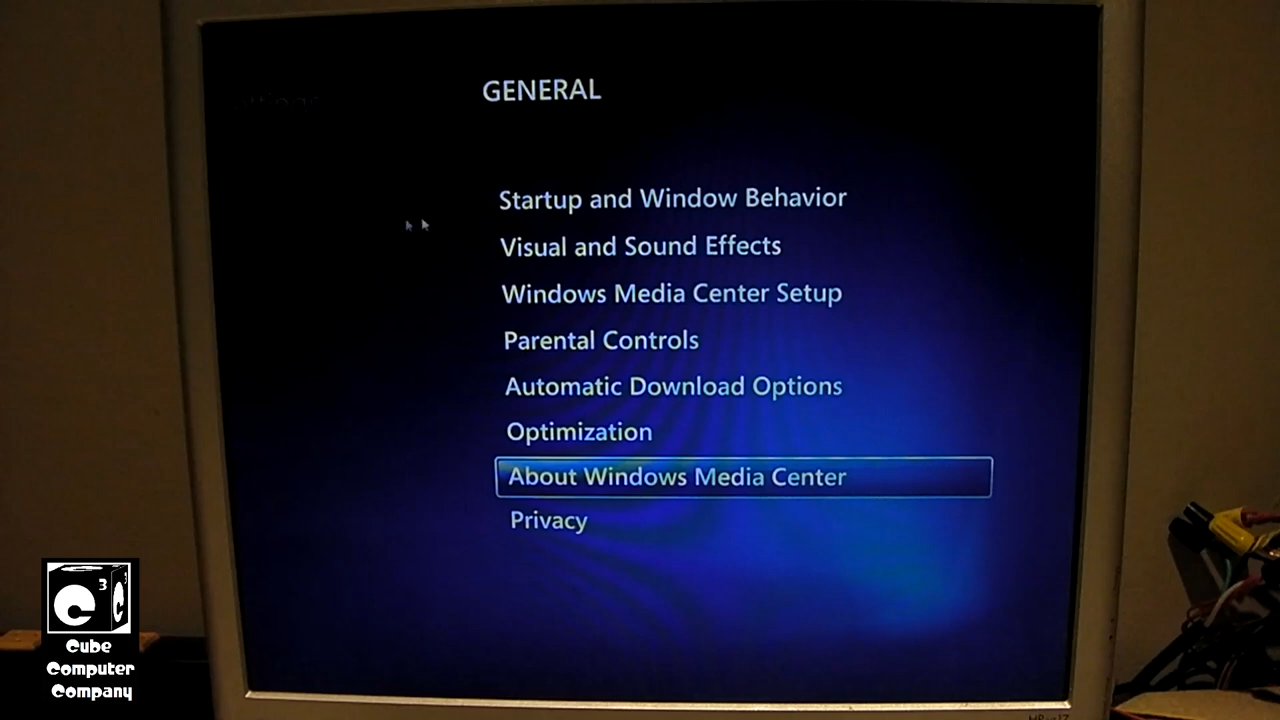 GENERAL
Startup and Window Behavior
Visual and Sound Effects
Windows Media Center Setup
Parental Controls
Automatic Download Options
Optimization
About Windows Media Center
Privacy
Cube
Computer
Company